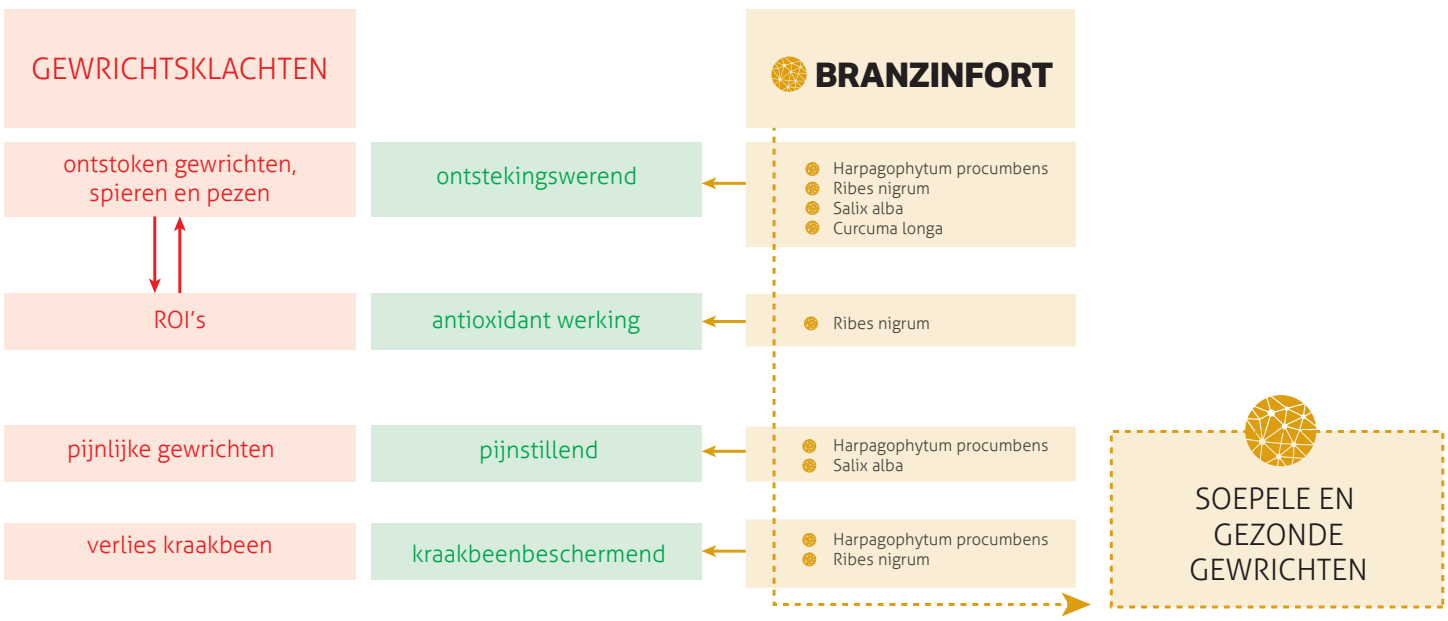 GEWRICHTSKLACHTEN
BRANZINFORT
ontstoken gewrichten,
spieren en pezen
ontstekingswerend
Harpagophytum procumbens
Ribes nigrum
Salix alba
Curcuma longa
ROI's
antioxidant werking
Ribes nigrum
pijnlijke gewrichten
pijnstillend
Harpagophytum procumbens
Salix alba
verlies kraakbeen
kraakbeenbeschermend
Harpagophytum procumbens
Ribes nigrum
SOEPELE EN
GEZONDE
GEWRICHTEN